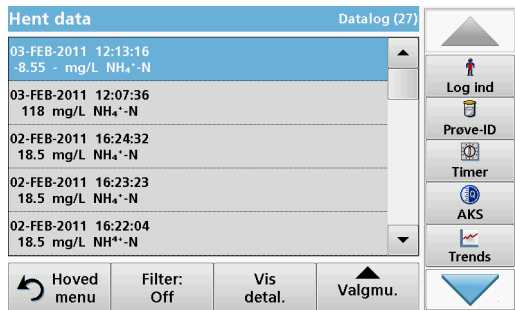 Hent data
Datalog (27)
03-FEB-2011 12:13:16
-8.55 - mg/L NH₄⁺-N
03-FEB-2011 12:07:36
118 mg/L NH₄⁺-N
02-FEB-2011 16:24:32
18.5 mg/L NH₄⁺-N
02-FEB-2011 16:23:23
18.5 mg/L NH₄⁺-N
02-FEB-2011 16:22:04
18.5 mg/L NH⁴⁺-N
Log ind
Prøve-ID
Timer
AKS
Trends
Hoved
menu
Filter:
Off
Vis
detal.
Valgmu.